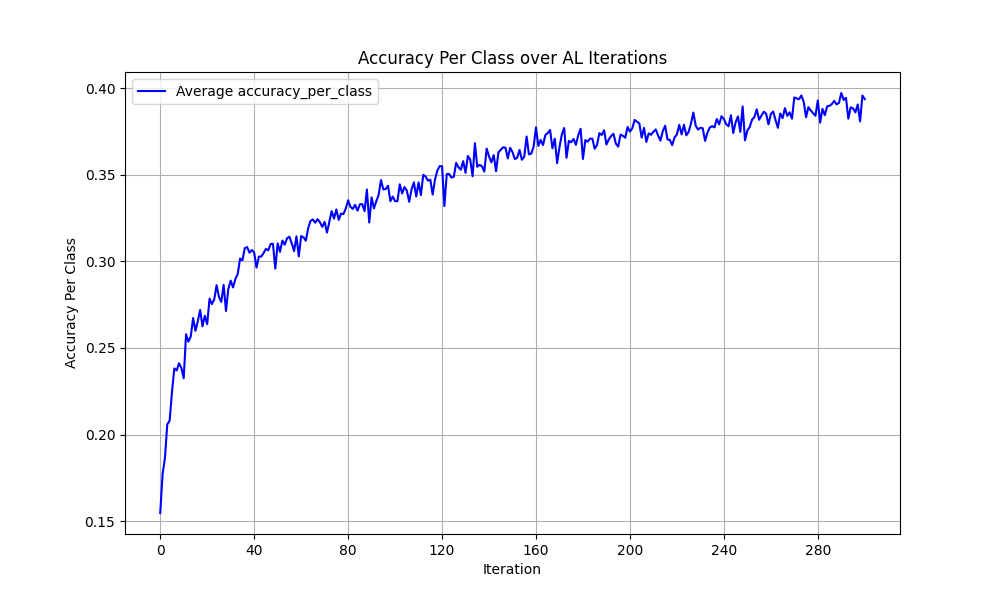 Accuracy Per Class over AL Iterations
Average accuracy_per_class
Accuracy Per Class
0.40
0.35
0.30
0.25
0.20
0.15
0 40 80 120 160 200 240 280
Iteration